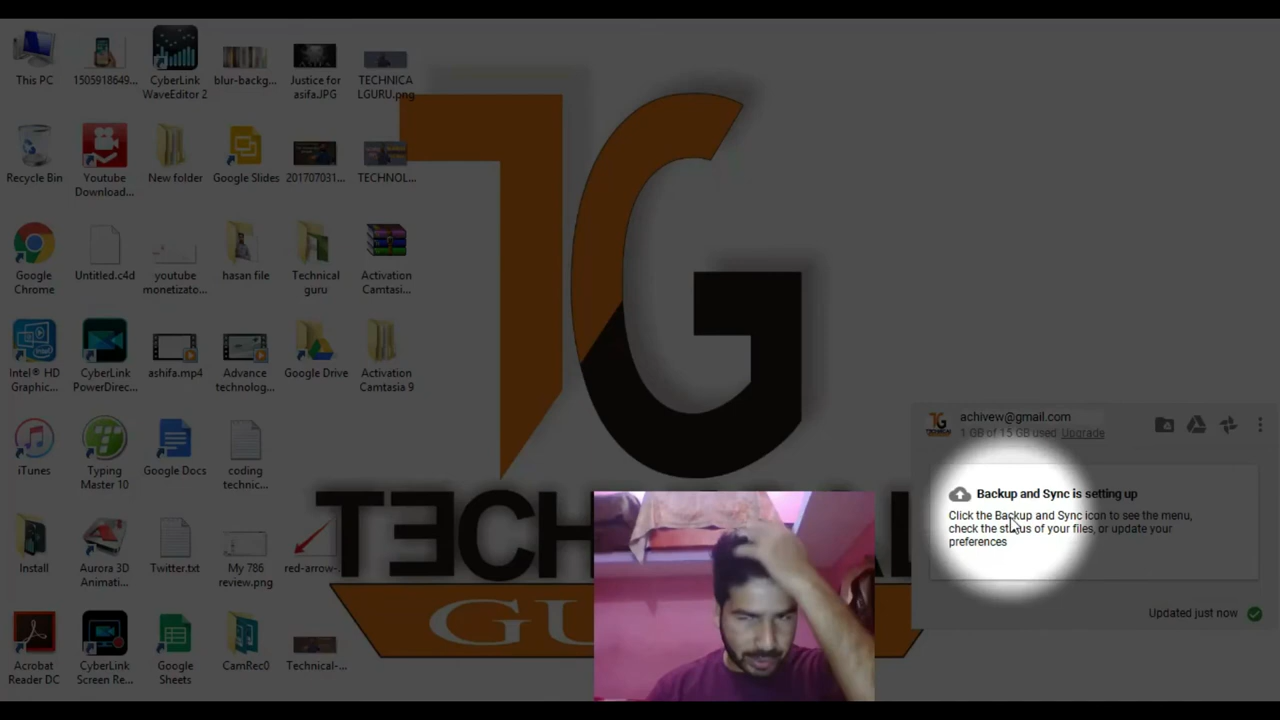 This PC
1505918649...
CyberLink
WaveEditor 2
blur-backg...
Justice for
asifa.JPG
TECHNICA
LGURU.png
Recycle Bin
Youtube
Download...
New folder
Google Slides
201707031...
TECHNOL...
Google
Chrome
Untitled.c4d
youtube
monetizato...
hasan file
Technical
guru
Activation
Camtasi...
Intel® HD
Graphic...
CyberLink
PowerDirec...
ashifa.mp4
Advance
technolog...
Google Drive
Activation
Camtasia 9
iTunes
Typing
Master 10
Google Docs
coding
technic...
Install
Aurora 3D
Animati...
Twitter.txt
My 786
review.png
red-arrow-...
Acrobat
Reader DC
CyberLink
Screen Re...
Google
Sheets
CamRec0
Technical-...
TG
TECH
GU
achivew@gmail.com
1 GB of 15 GB used Upgrade
Backup and Sync is setting up
Click the Backup and Sync icon to see the menu,
check the status of your files, or update your
preferences
Updated just now